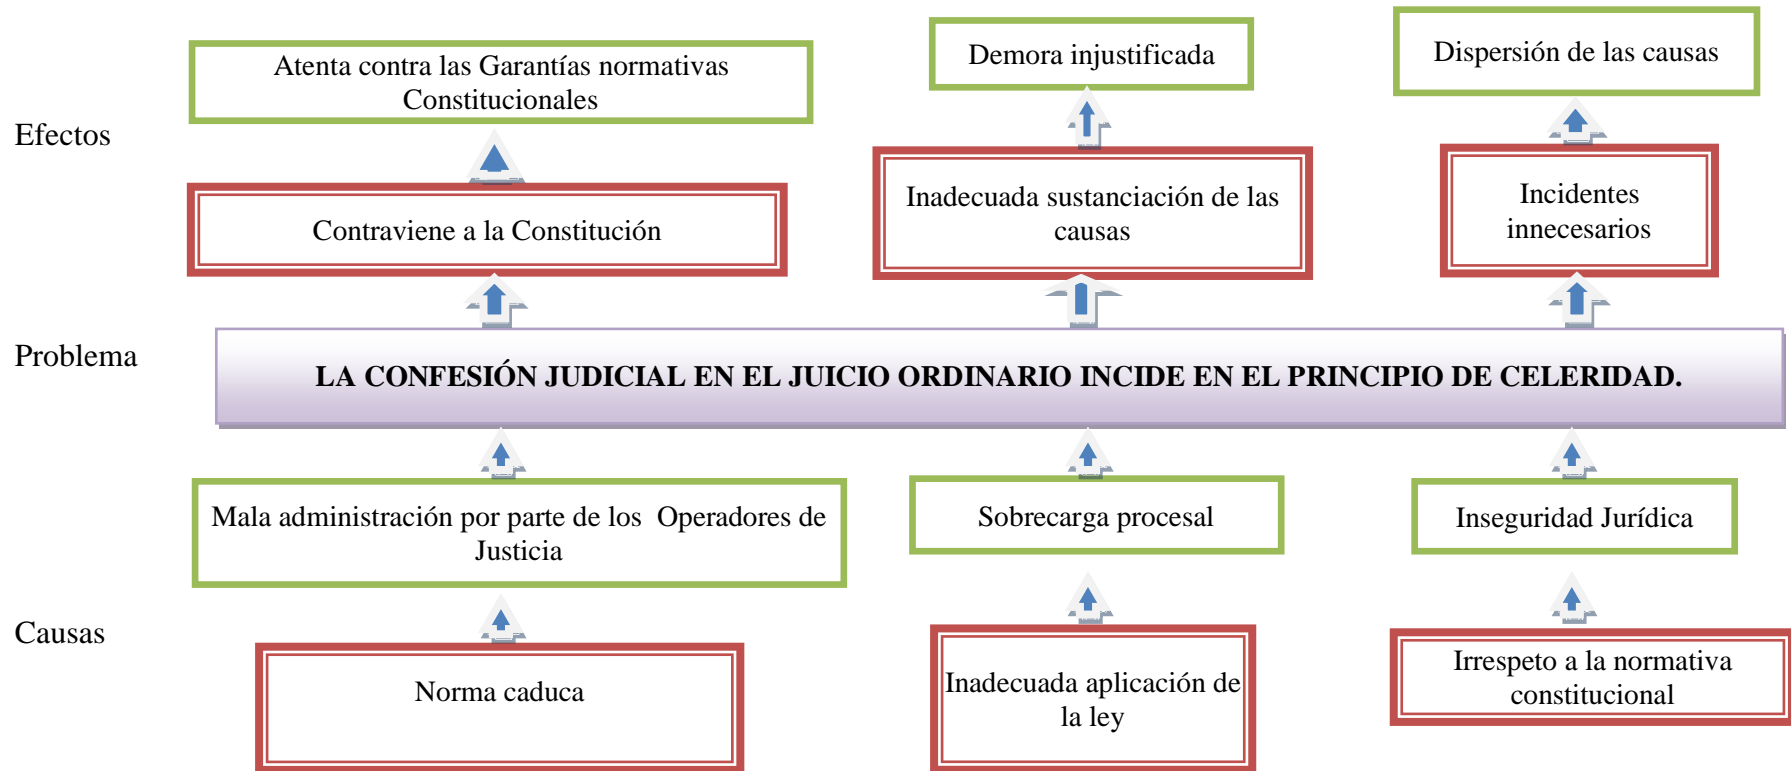 Atenta contra las Garantías normativas
Constitucionales
Demora injustificada
Dispersión de las causas
Efectos
Contraviene a la Constitución
Inadecuada sustanciación de las
causas
Incidentes
innecesarios
Problema
LA CONFESIÓN JUDICIAL EN EL JUICIO ORDINARIO INCIDE EN EL PRINCIPIO DE CELERIDAD.
Mala administración por parte de los Operadores de
Justicia
Sobrecarga procesal
Inseguridad Jurídica
Causas
Norma caduca
Inadecuada aplicación de
la ley
Irrespeto a la normativa
constitucional